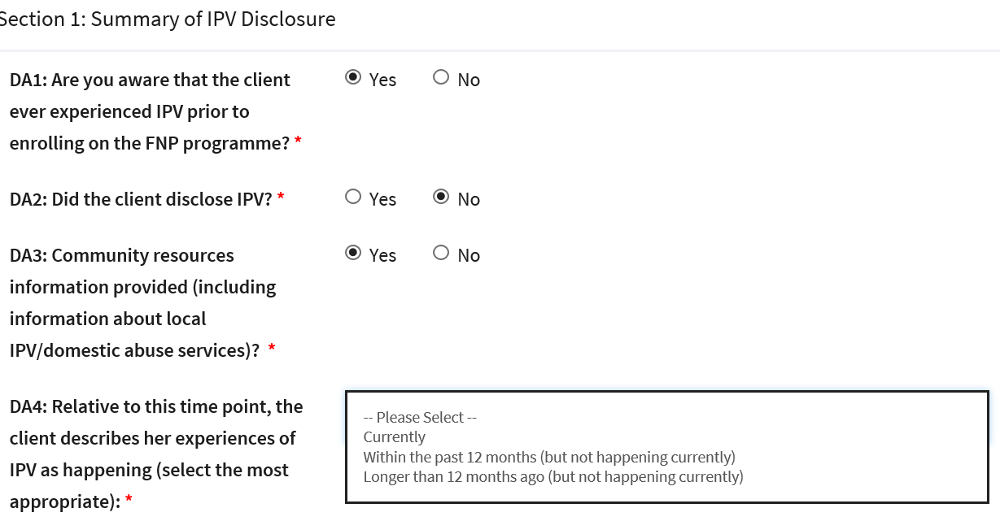 Section 1: Summary of IPV Disclosure
DA1: Are you aware that the client
ever experienced IPV prior to
enrolling on the FNP programme? *
Yes No
DA2: Did the client disclose IPV? *
Yes No
DA3: Community resources
information provided (including
information about local
IPV/domestic abuse services)? *
Yes No
DA4: Relative to this time point, the
client describes her experiences of
IPV as happening (select the most
appropriate): *
-- Please Select --
Currently
Within the past 12 months (but not happening currently)
Longer than 12 months ago (but not happening currently)